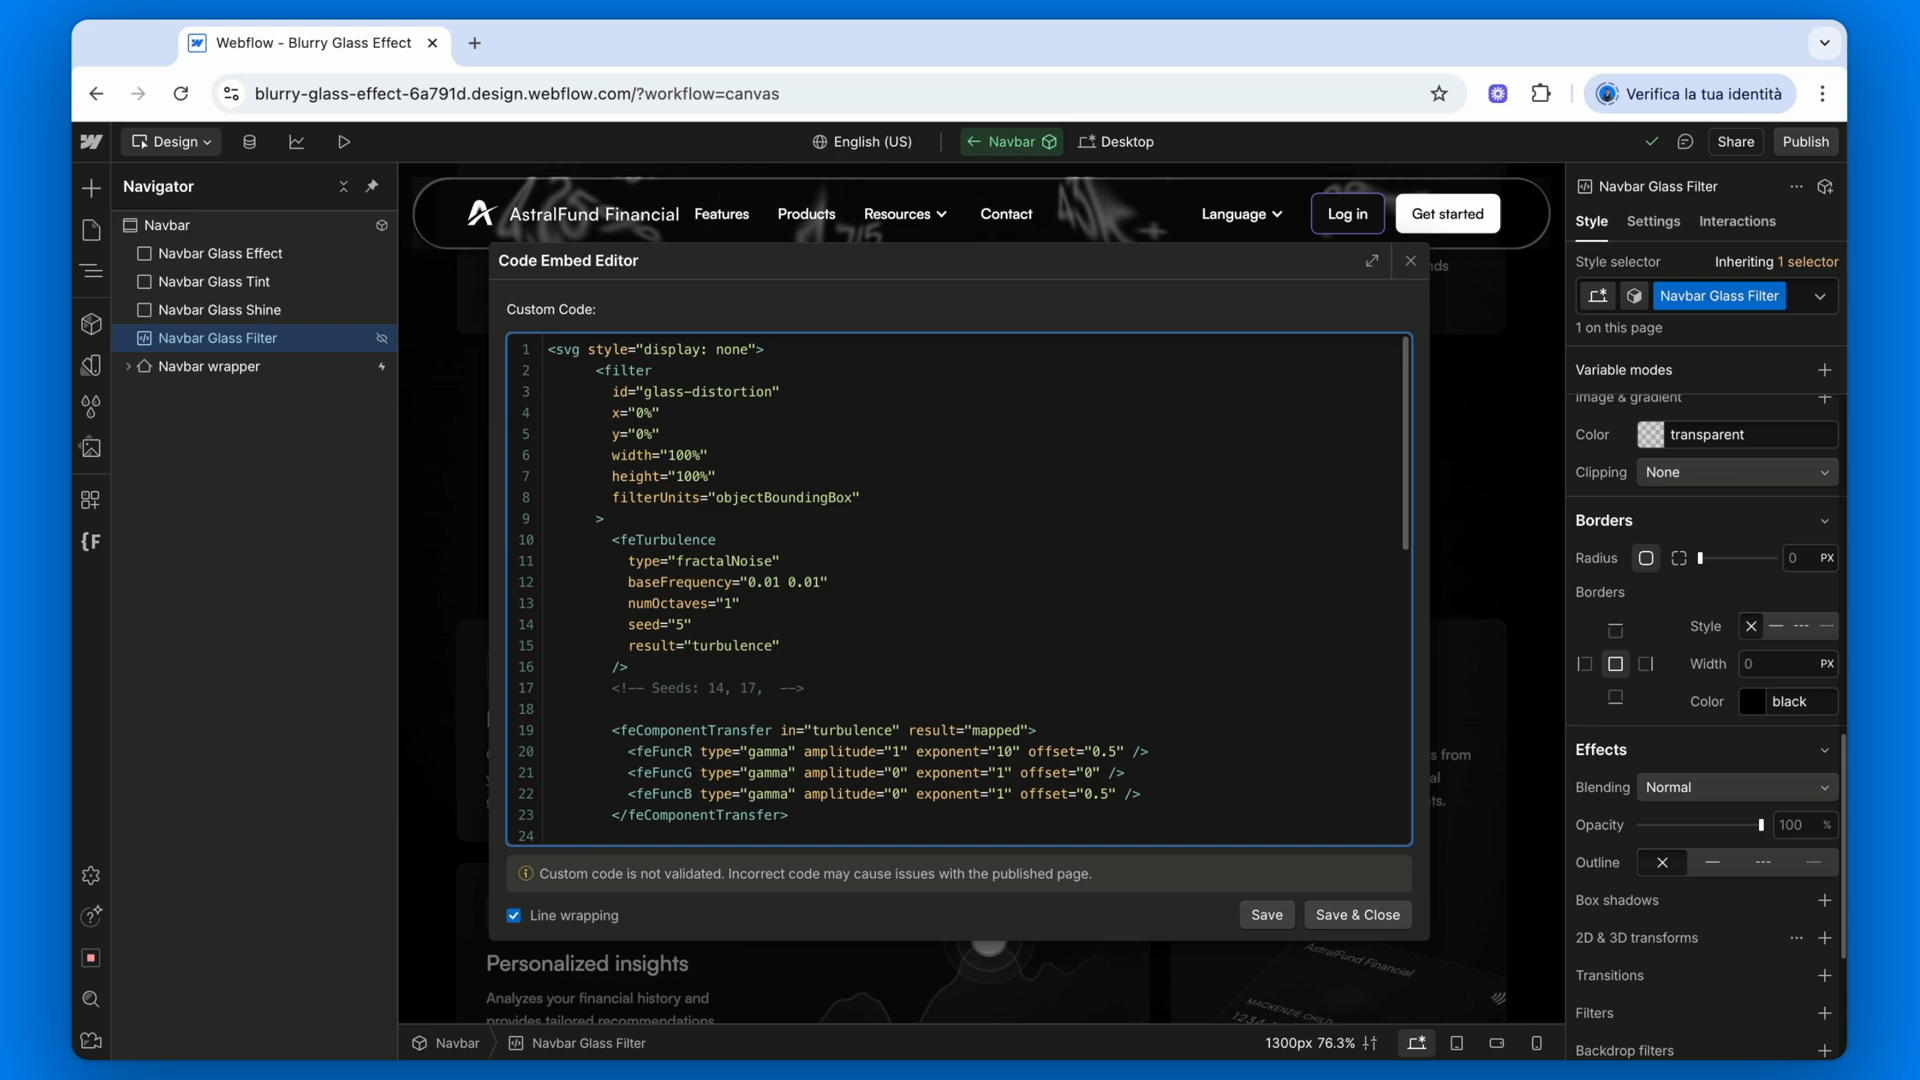 Webflow - Blurry Glass Effect
blurry-glass-effect-6a791d.design.webflow.com/?workflow=canvas
Verifica la tua identità
Design
English (US)
Navbar
Desktop
Share
Publish
Navigator
Navbar
Navbar Glass Effect
Navbar Glass Tint
Navbar Glass Shine
Navbar Glass Filter
Navbar wrapper
AstralFund Financial
Features
Products
Resources
Contact
Language
Log in
Get started
Code Embed Editor
Custom Code:
1 <svg style="display: none">
2 <filter
3 id="glass-distortion"
4 x="0%"
5 y="0%"
6 width="100%"
7 height="100%"
8 filterUnits="objectBoundingBox"
9 >
10 <feTurbulence
11 type="fractalNoise"
12 baseFrequency="0.01 0.01"
13 numOctaves="1"
14 seed="5"
15 result="turbulence"
16 />
17 <!-- Seeds: 14, 17,  -->
18
19 <feComponentTransfer in="turbulence" result="mapped">
20 <feFuncR type="gamma" amplitude="1" exponent="10" offset="0.5" />
21 <feFuncG type="gamma" amplitude="0" exponent="1" offset="0" />
22 <feFuncB type="gamma" amplitude="0" exponent="1" offset="0.5" />
23 </feComponentTransfer>
24
Custom code is not validated. Incorrect code may cause issues with the published page.
Line wrapping
Save
Save & Close
nds
s from
al
ts.
Personalized insights
Analyzes your financial history and
provides tailored recommendations
AstralFund Financial
MACKENZIE CHILD
1234
Navbar
Navbar Glass Filter
1300px 76.3%
Navbar Glass Filter
Style
Settings
Interactions
Style selector
Inheriting 1 selector
Navbar Glass Filter
1 on this page
Variable modes
Image & gradient
Color
transparent
Clipping
None
Borders
Radius
0 PX
Borders
Style
Width
0 PX
Color
black
Effects
Blending
Normal
Opacity
100 %
Outline
Box shadows
2D & 3D transforms
Transitions
Filters
Backdrop filters